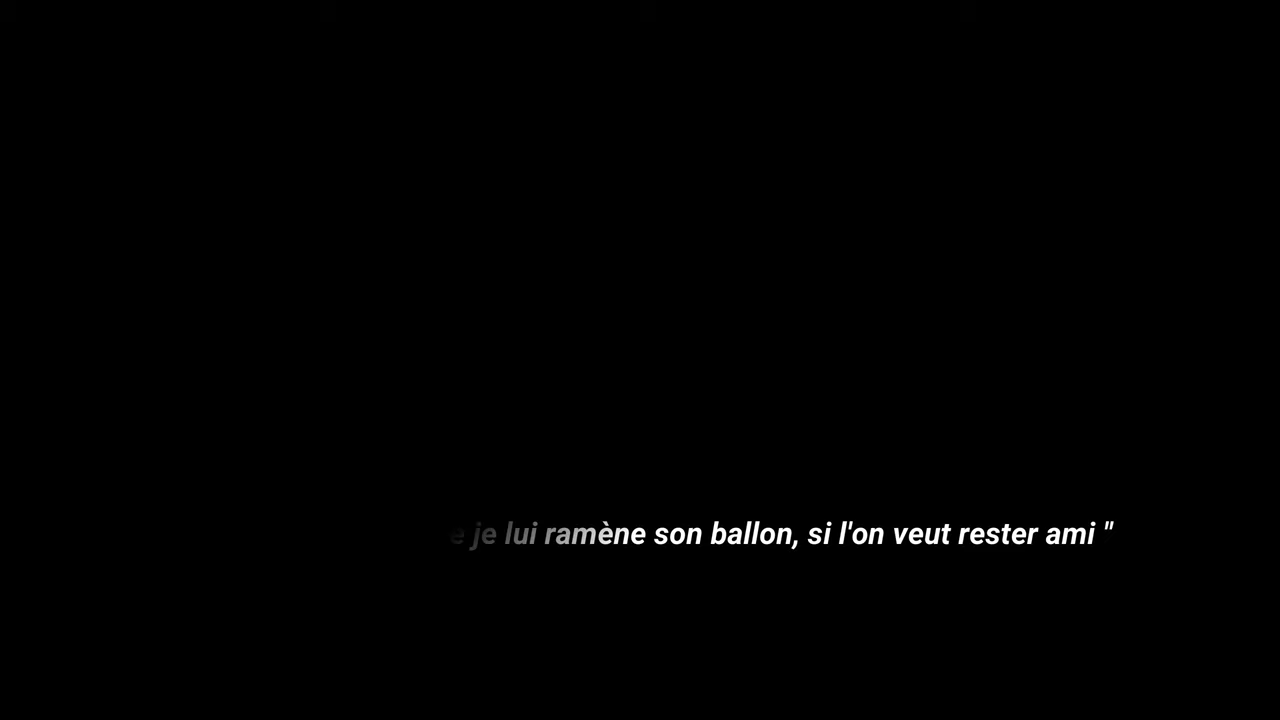 je lui ramène son ballon, si l'on veut rester ami "